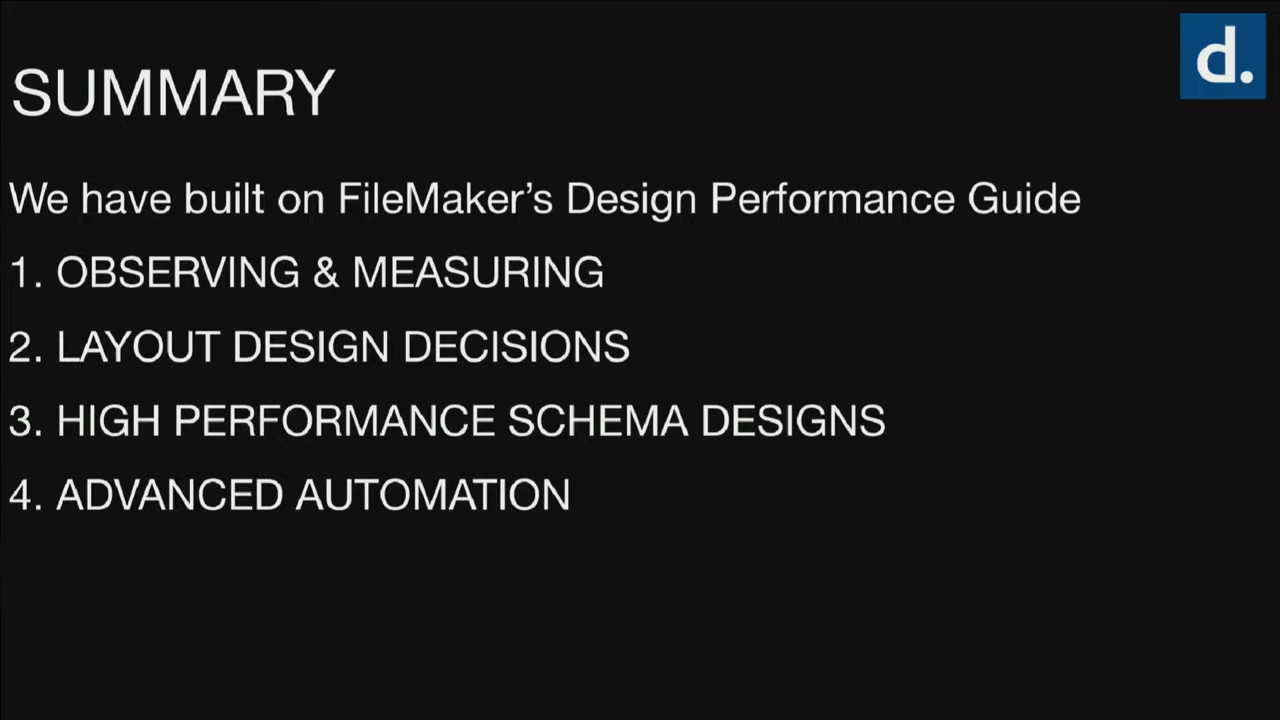 d.
SUMMARY
We have built on FileMaker’s Design Performance Guide
1. OBSERVING & MEASURING
2. LAYOUT DESIGN DECISIONS
3. HIGH PERFORMANCE SCHEMA DESIGNS
4. ADVANCED AUTOMATION